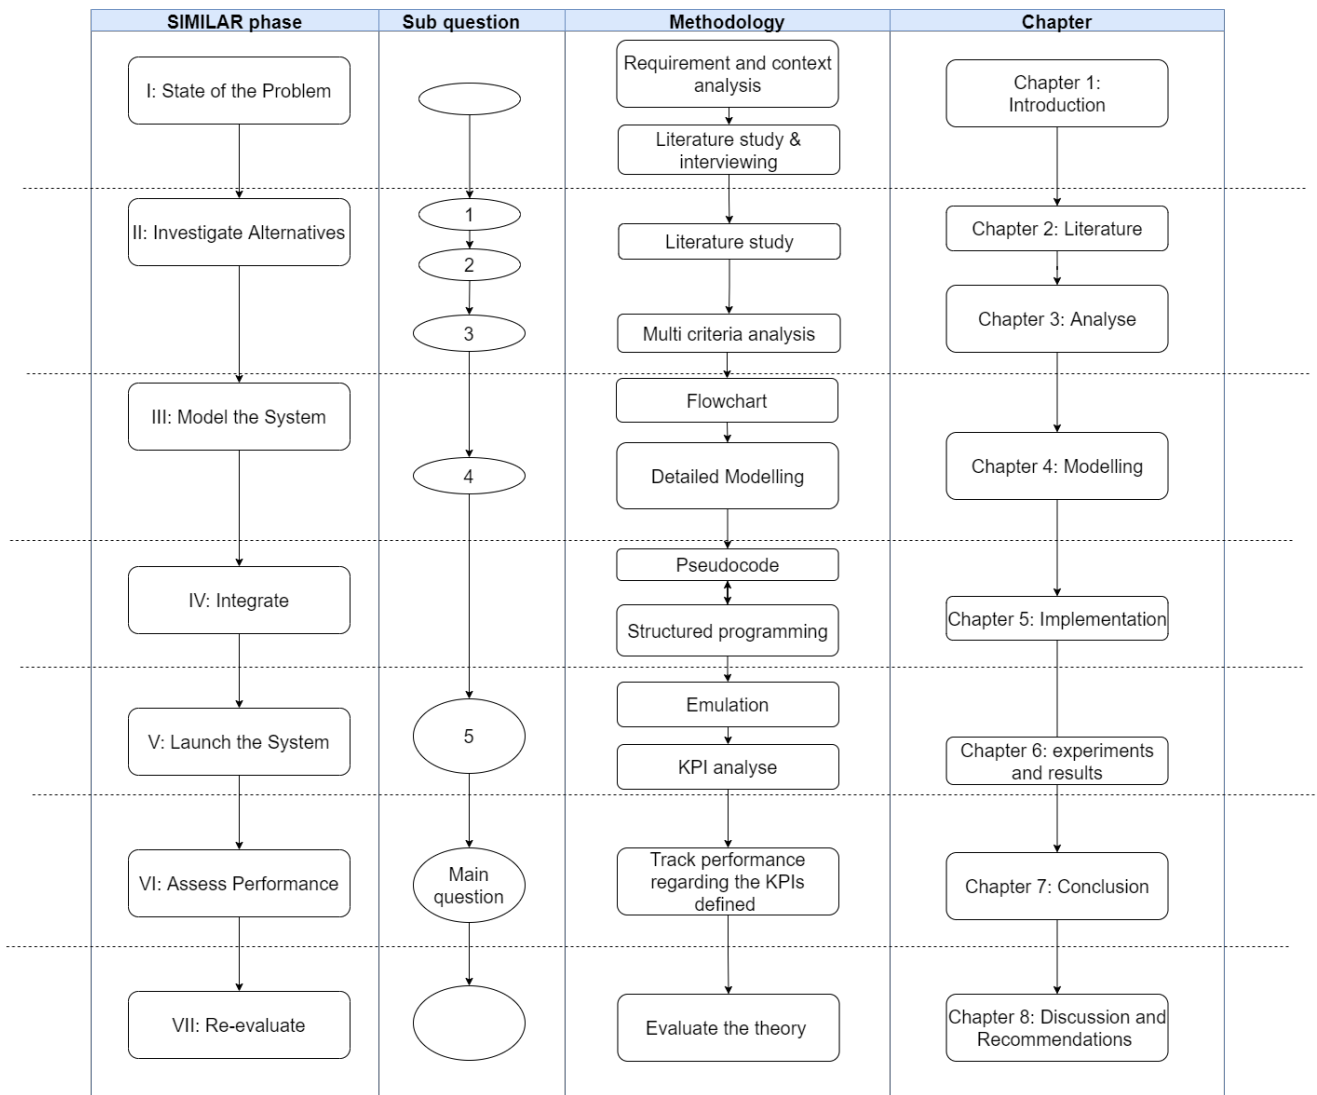 SIMILAR phase
Sub question
Methodology
Chapter
I: State of the Problem
Requirement and context
analysis
Literature study &
interviewing
Chapter 1:
Introduction
II: Investigate Alternatives
1
2
3
Literature study
Multi criteria analysis
Chapter 2: Literature
Chapter 3: Analyse
III: Model the System
4
Flowchart
Detailed Modelling
Chapter 4: Modelling
IV: Integrate
Pseudocode
Structured programming
Chapter 5: Implementation
V: Launch the System
5
Emulation
KPI analyse
Chapter 6: experiments
and results
VI: Assess Performance
Main
question
Track performance
regarding the KPIs
defined
Chapter 7: Conclusion
VII: Re-evaluate
Evaluate the theory
Chapter 8: Discussion and
Recommendations